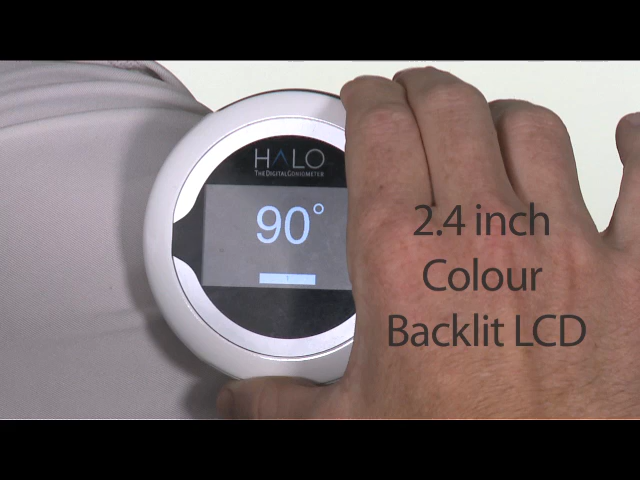 HALO
THE DIGITAL GONIOMETER
90°
2.4 inch
Colour
Backlit LCD